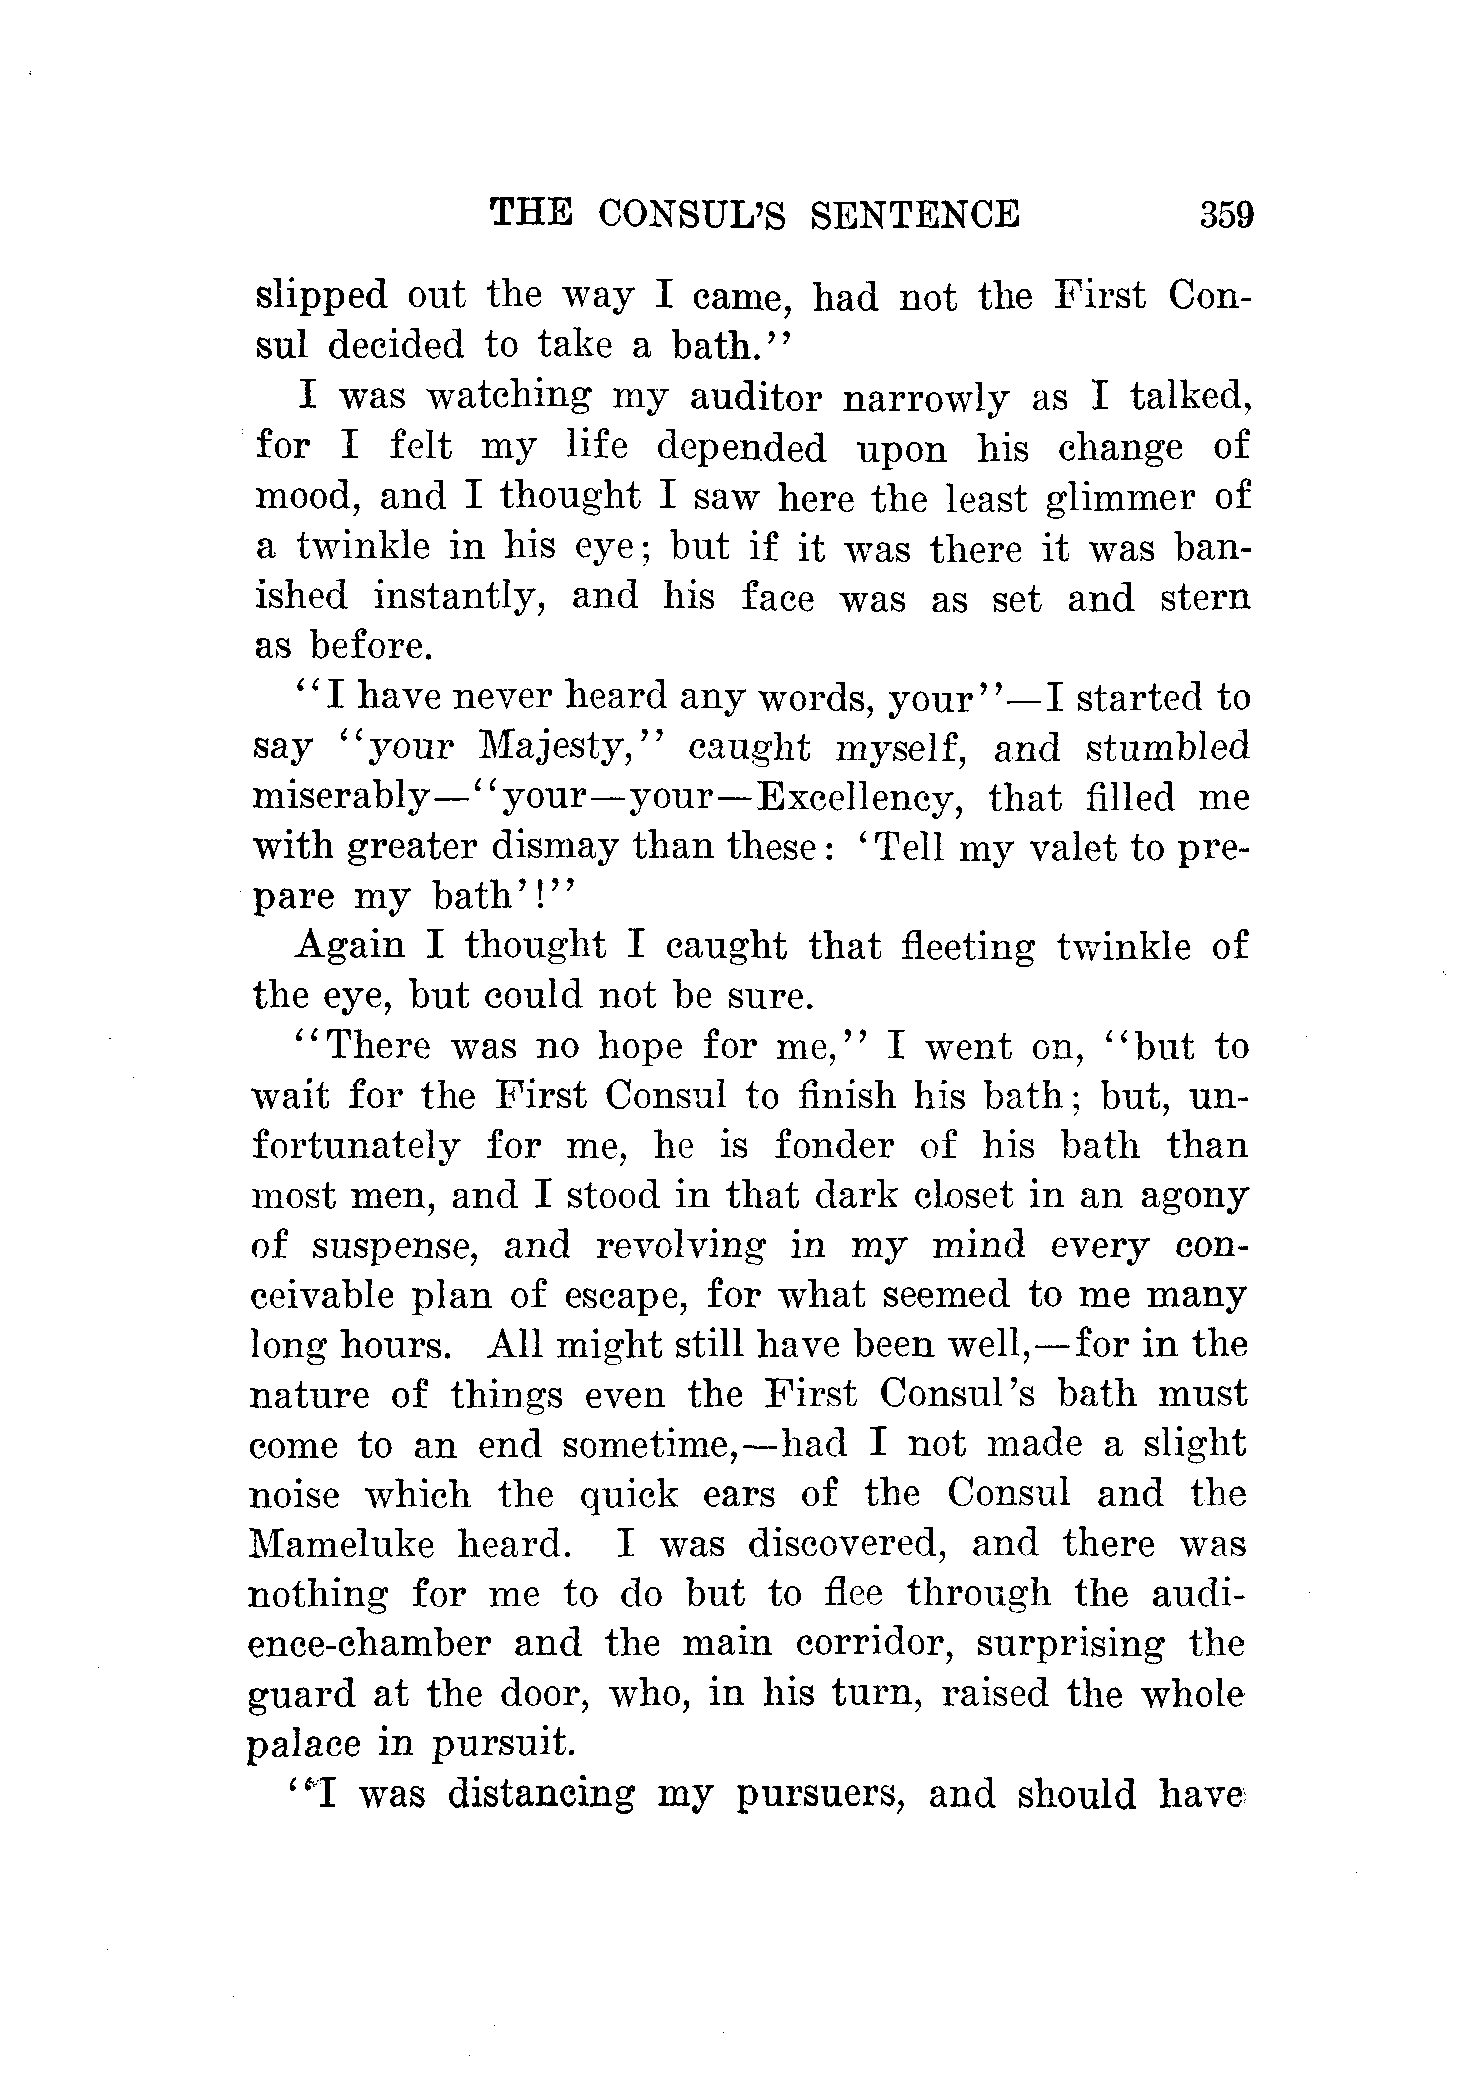 THE CONSUL'S SENTENCE 359
slipped out the way I came, had not the First Con-
sul decided to take a bath.''
I was watching my auditor narrowly as I talked,
for I felt my life depended upon his change of
mood, and I thought I saw here the least glimmer of
a twinkle in his eye; but if it was there it was ban-
ished instantly, and his face was as set and stern
as before.
''I have never heard any words, your''—I started to
say ''your Majesty,'' caught myself, and stumbled
miserably—''your—your—Excellency, that filled me
with greater dismay than these: 'Tell my valet to pre-
pare my bath'!''
Again I thought I caught that fleeting twinkle of
the eye, but could not be sure.
''There was no hope for me,'' I went on, ''but to
wait for the First Consul to finish his bath; but, un-
fortunately for me, he is fonder of his bath than
most men, and I stood in that dark closet in an agony
of suspense, and revolving in my mind every con-
ceivable plan of escape, for what seemed to me many
long hours. All might still have been well,—for in the
nature of things even the First Consul's bath must
come to an end sometime,—had I not made a slight
noise which the quick ears of the Consul and the
Mameluke heard. I was discovered, and there was
nothing for me to do but to flee through the audi-
ence-chamber and the main corridor, surprising the
guard at the door, who, in his turn, raised the whole
palace in pursuit.
''I was distancing my pursuers, and should have